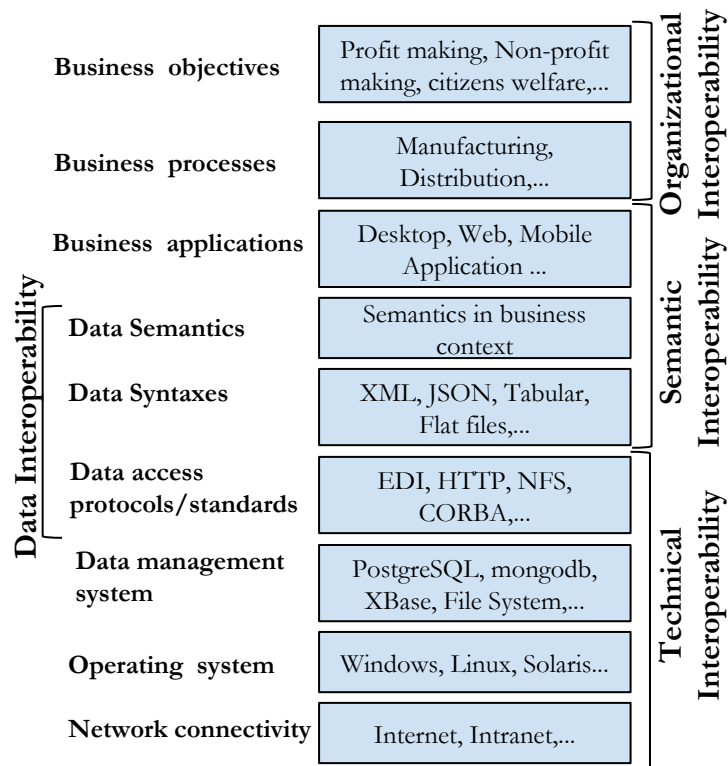 Business objectives
Profit making, Non-profit
making, citizens welfare,...
Business processes
Manufacturing,
Distribution,...
Organizational
Interoperability
Business applications
Desktop, Web, Mobile
Application ...
Data Semantics
Semantics in business
context
Data Syntaxes
XML, JSON, Tabular,
Flat files,...
Semantic
Interoperability
Data access
protocols/standards
EDI, HTTP, NFS,
CORBA,...
Data Interoperability
Data management
system
PostgreSQL, mongodb,
XBase, File System,...
Operating system
Windows, Linux, Solaris...
Network connectivity
Internet, Intranet,...
Technical
Interoperability